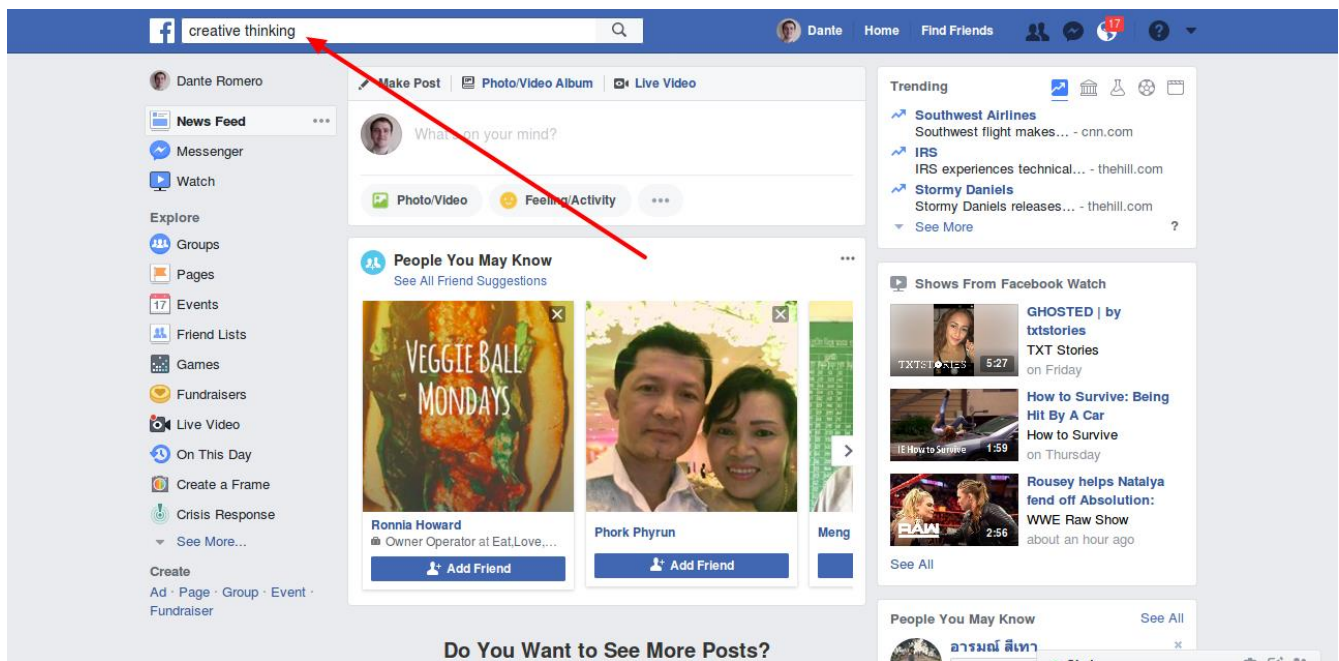 f creative thinking
Dante Home Find Friends 17
Dante Romero
News Feed
Messenger
Watch
Explore
Groups
Pages
17 Events
Friend Lists
Games
Fundraisers
Live Video
On This Day
Create a Frame
Crisis Response
See More...
Create
Ad · Page · Group · Event ·
Fundraiser
Make Post Photo/Video Album Live Video
What's on your mind?
Photo/Video Feeling/Activity
People You May Know
See All Friend Suggestions
VEGGIE BALL
MONDAYS
Ronnia Howard
Owner Operator at Eat,Love,...
Add Friend
Phork Phyrun
Add Friend
Meng
Do You Want to See More Posts?
Trending
Southwest Airlines
Southwest flight makes… - cnn.com
IRS
IRS experiences technical… - thehill.com
Stormy Daniels
Stormy Daniels releases… - thehill.com
See More ?
Shows From Facebook Watch
TXTSTORIES 5:27
GHOSTED | by
txtstories
TXT Stories
on Friday
How to Survive 1:59
How to Survive: Being
Hit By A Car
How to Survive
on Thursday
RAW 2:56
Rousey helps Natalya
fend off Absolution:
WWE Raw Show
about an hour ago
See All
People You May Know See All
อารมณ์ สีเทา